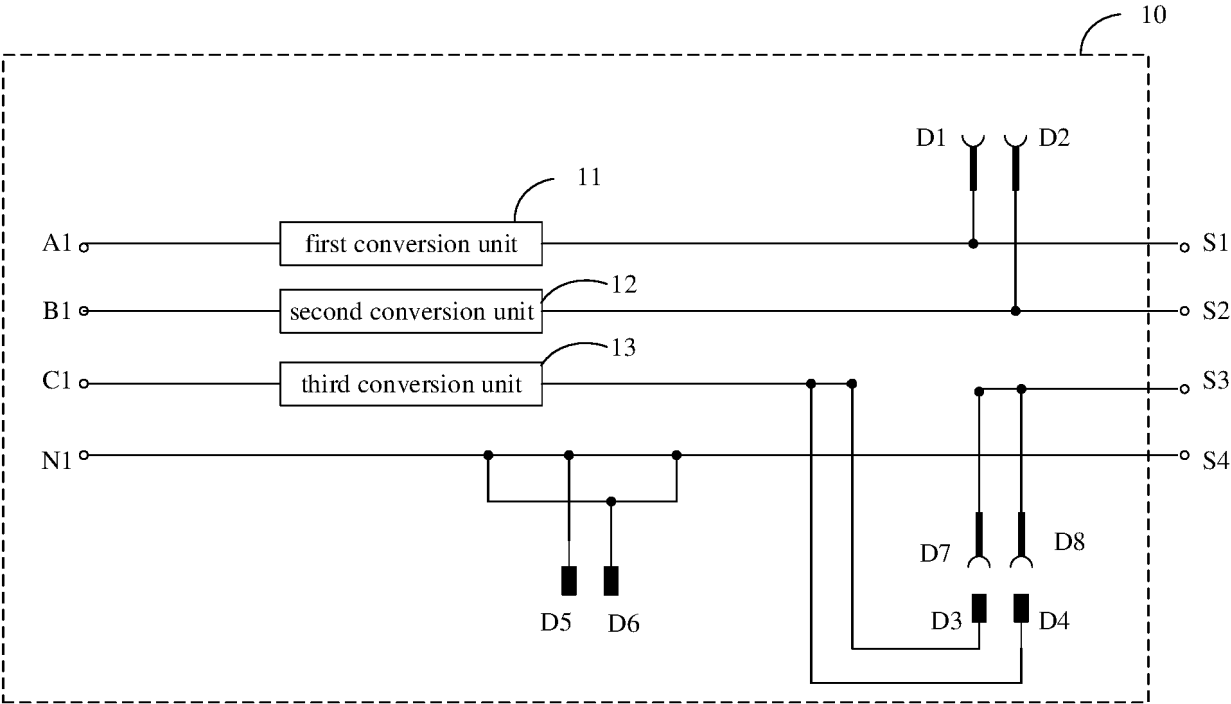 10
D1
D2
11
A1
first conversion unit
S1
12
B1
second conversion unit
S2
13
C1
third conversion unit
S3
N1
S4
D7
D8
D5
D6
D3
D4